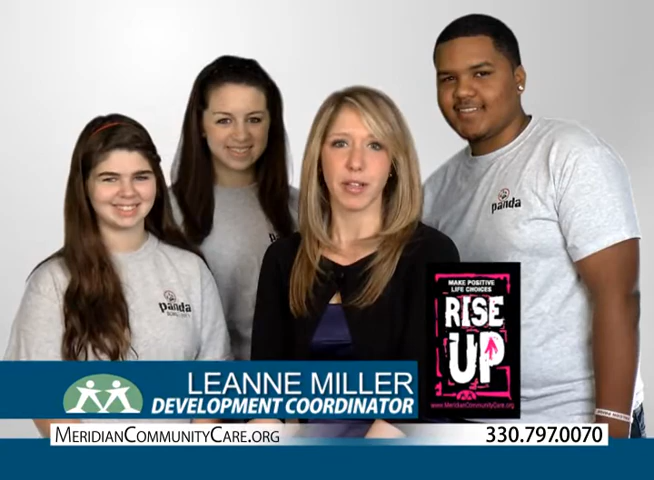 panda
panda
MAKE POSITIVE
LIFE CHOICES
RISE
UP
www.MeridianCommunityCare.org
LEANNE MILLER
DEVELOPMENT COORDINATOR
MERIDIANCOMMUNITYCARE.ORG
330.797.0070